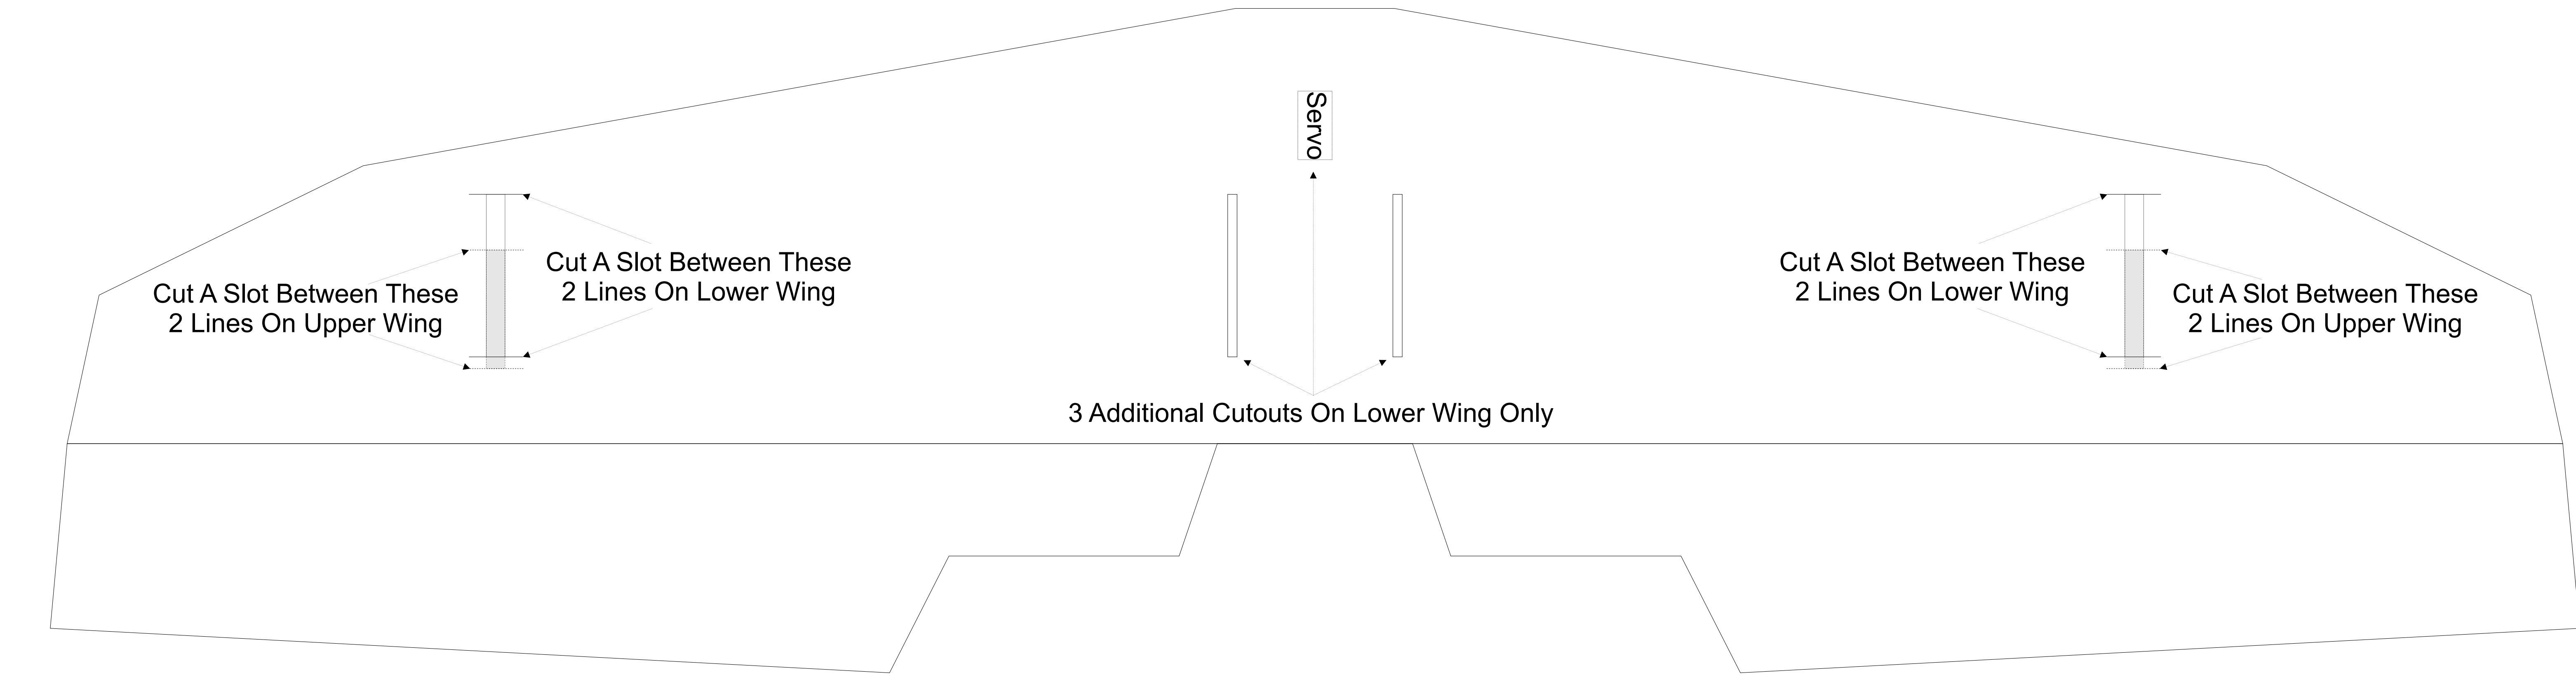 Servo
Cut A Slot Between These
2 Lines On Upper Wing
Cut A Slot Between These
2 Lines On Lower Wing
Cut A Slot Between These
2 Lines On Lower Wing
Cut A Slot Between These
2 Lines On Upper Wing
3 Additional Cutouts On Lower Wing Only